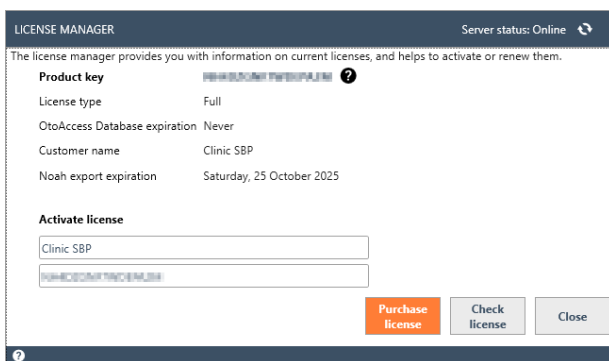 LICENSE MANAGER Server status: Online
The license manager provides you with information on current licenses, and helps to activate or renew them.
Product key
License type Full
OtoAccess Database expiration Never
Customer name Clinic SBP
Noah export expiration Saturday, 25 October 2025
Activate license
Clinic SBP
Purchase license Check license Close